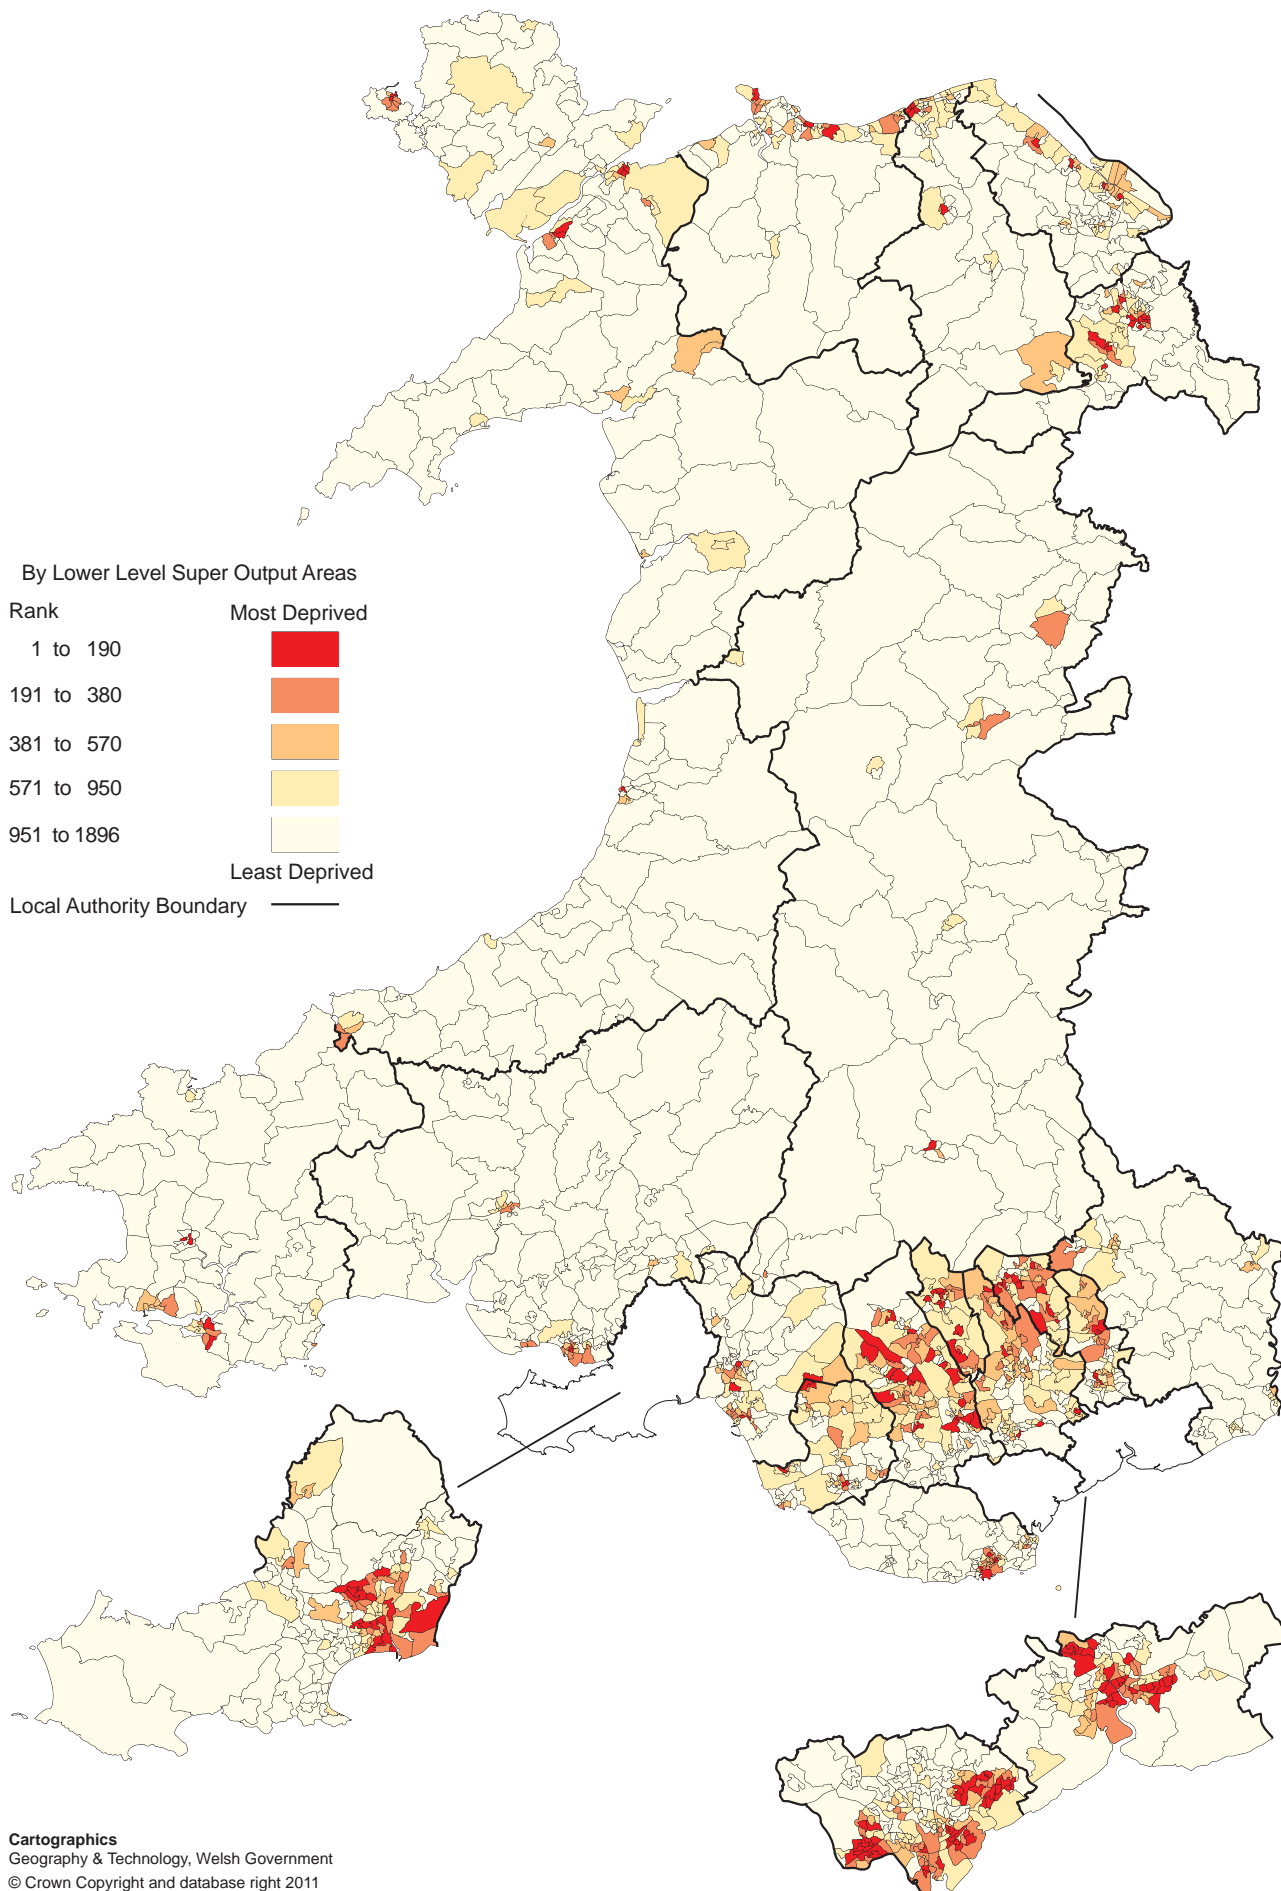 By Lower Level Super Output Areas
Rank Most Deprived
1 to 190
191 to 380
381 to 570
571 to 950
951 to 1896
Least Deprived
Local Authority Boundary
Cartographics
Geography & Technology, Welsh Government
© Crown Copyright and database right 2011